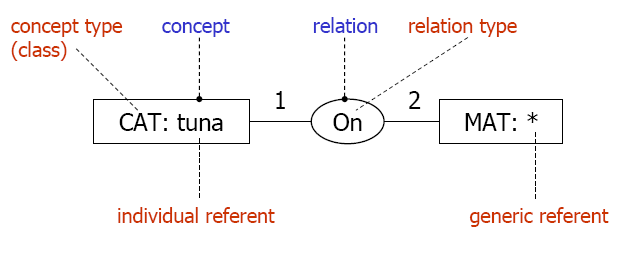 concept type
(class)
concept
relation
relation type
CAT: tuna
1
On
2
MAT: *
individual referent
generic referent